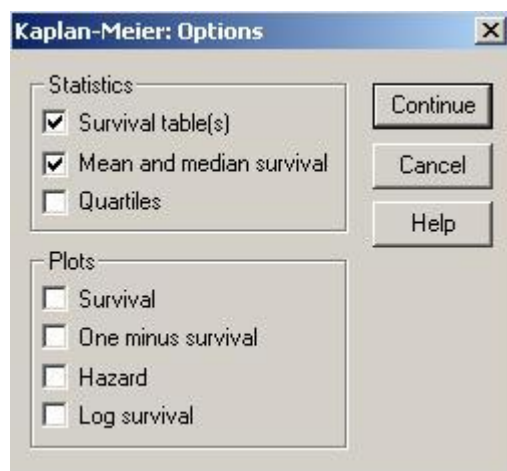 Kaplan-Meier: Options
Statistics
Survival table(s)
Mean and median survival
Quartiles
Plots
Survival
One minus survival
Hazard
Log survival
Continue
Cancel
Help